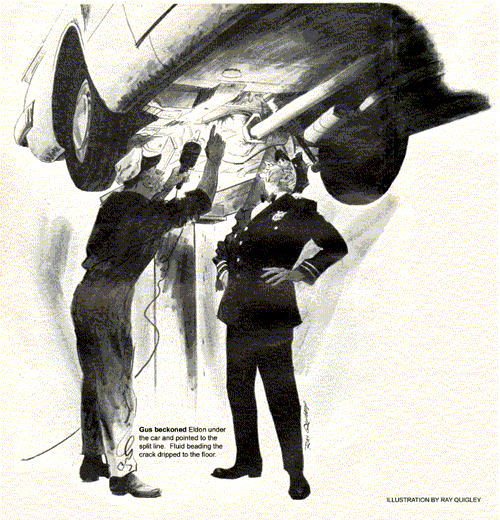 Gus beckoned Eldon under
the car and pointed to the
split line. Fluid beading the
crack dripped to the floor.
ILLUSTRATION BY RAY QUIGLEY